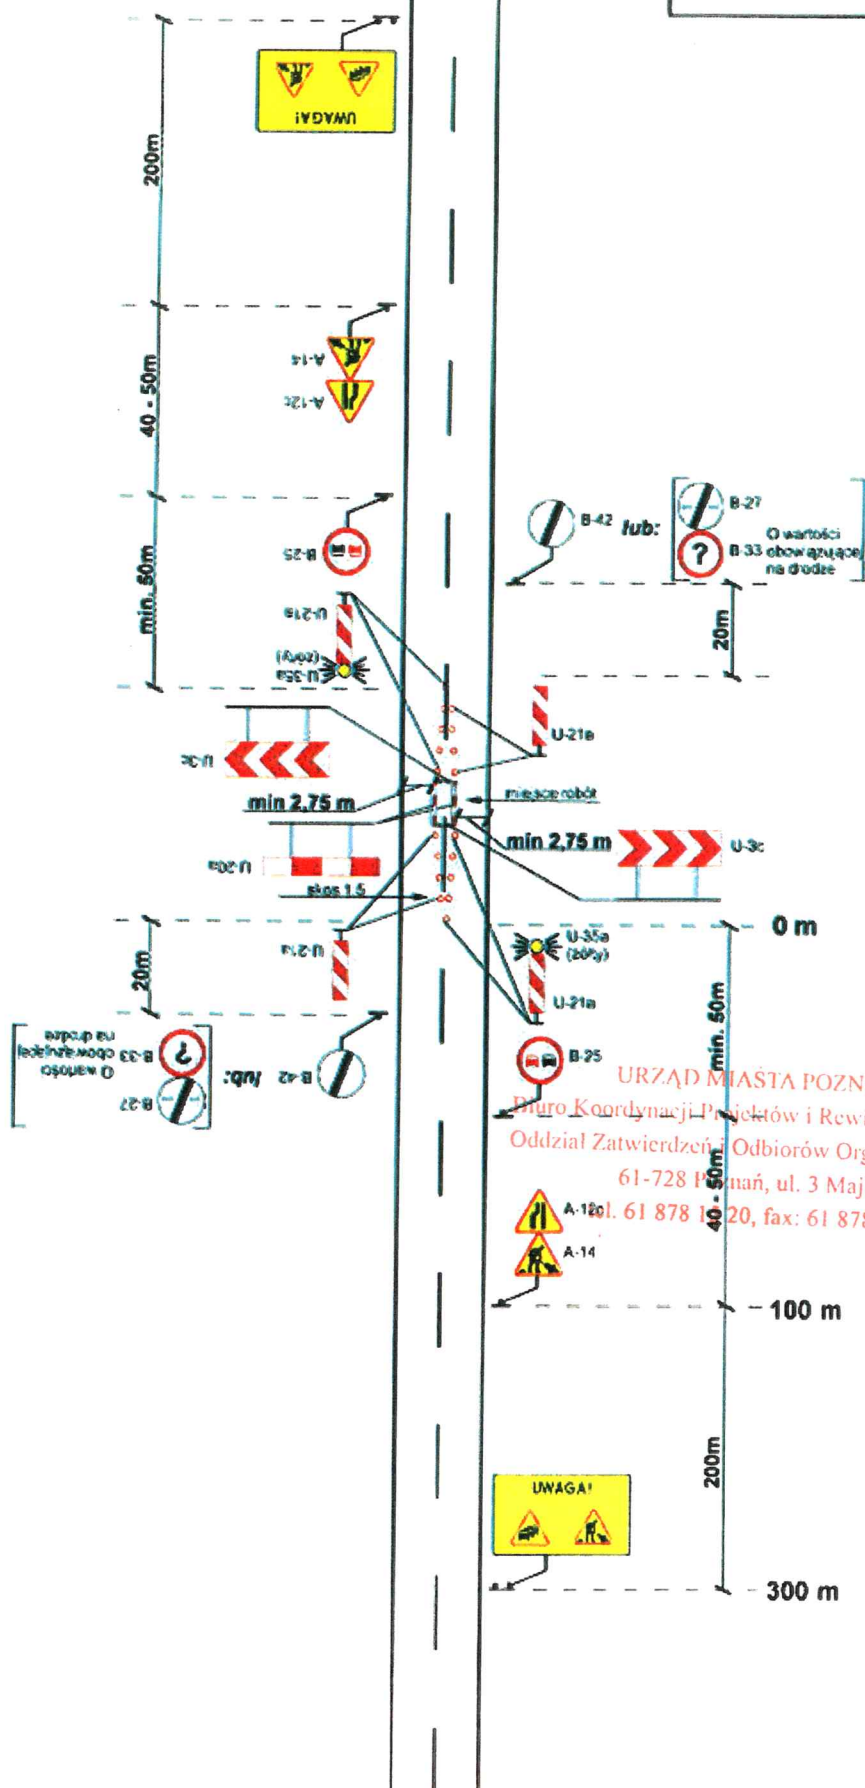 UWAGA!
200m
A-14
A-12c
40 - 50m
B-25
B-42
lub:
B-27
B-33
O wartości
obowiązującej
na drodze
min. 50m
U-21a
20m
U-35a
(żółty)
U-21a
U-3c
miejsce robót
min 2,75 m
min 2,75 m
U-3c
U-20a
skos 1:5
0 m
U-21a
U-35a
(żółty)
20m
U-21a
min. 50m
B-25
O wartości
obowiązującej
na drodze
B-33
B-27
lub:
B-42
URZĄD MIASTA POZN
Biuro Koordynacji Projektów i Rewi
Oddział Zatwierdzeń i Odbiorów Org
61-728 Poznań, ul. 3 Maj
tel. 61 878 20, fax: 61 878
40 - 50m
A-12c
A-14
100 m
200m
UWAGA!
300 m